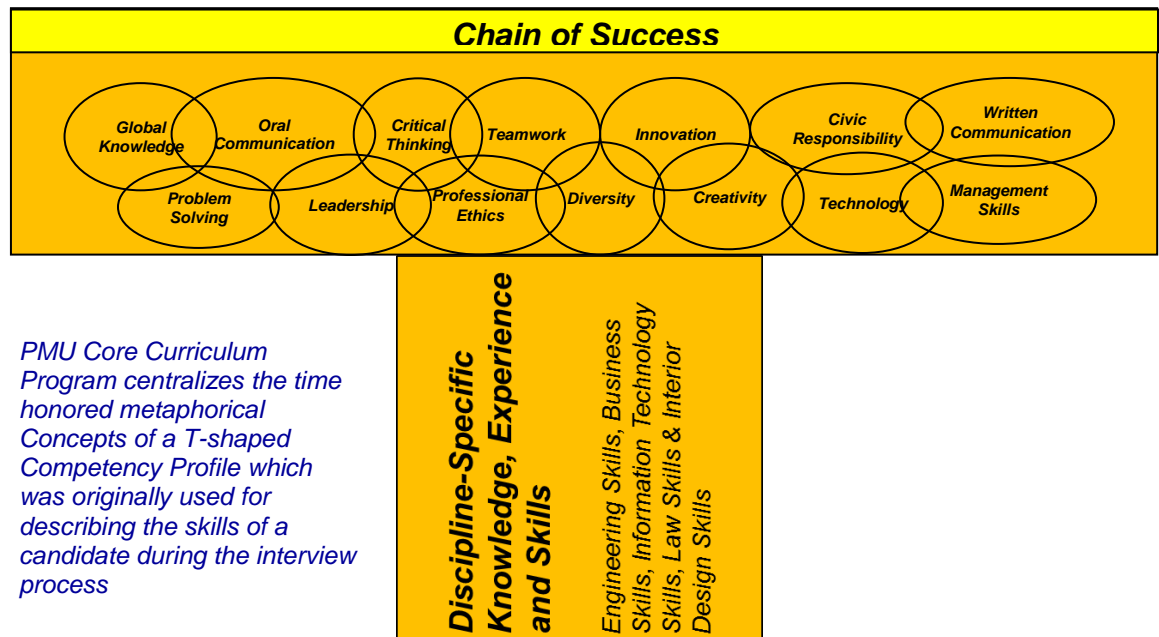 Chain of Success
Global
Knowledge
Oral
Communication
Critical
Thinking
Teamwork
Innovation
Civic
Responsibility
Written
Communication
Problem
Solving
Leadership
Professional
Ethics
Diversity
Creativity
Technology
Management
Skills
PMU Core Curriculum
Program centralizes the time
honored metaphorical
Concepts of a T-shaped
Competency Profile which
was originally used for
describing the skills of a
candidate during the interview
process
Discipline-Specific
Knowledge, Experience
and Skills
Engineering Skills, Business
Skills, Information Technology
Skills, Law Skills & Interior
Design Skills